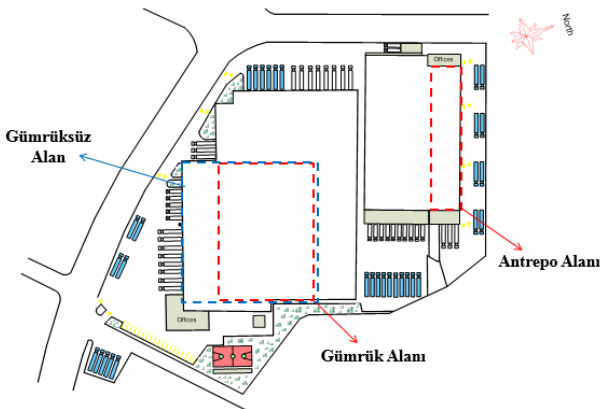 North
Offices
Gümrüksüz
Alan
Antrepo Alanı
Offices
Gümrük Alanı